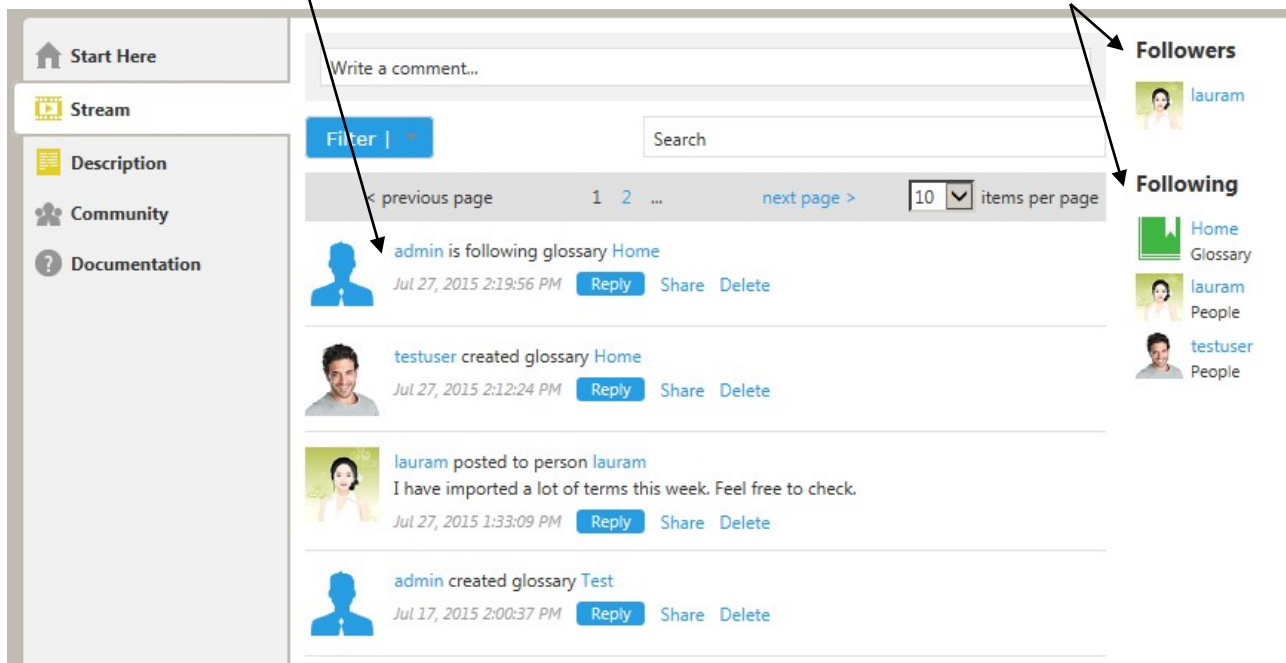 Start Here
Stream
Description
Community
Documentation
Write a comment...
Filter |
Search
< previous page 1 2 ... next page > 10 items per page
admin is following glossary Home
Jul 27, 2015 2:19:56 PM Reply Share Delete
testuser created glossary Home
Jul 27, 2015 2:12:24 PM Reply Share Delete
lauram posted to person lauram
I have imported a lot of terms this week. Feel free to check.
Jul 27, 2015 1:33:09 PM Reply Share Delete
admin created glossary Test
Jul 17, 2015 2:00:37 PM Reply Share Delete
Followers
lauram
Following
Home
Glossary
lauram
People
testuser
People